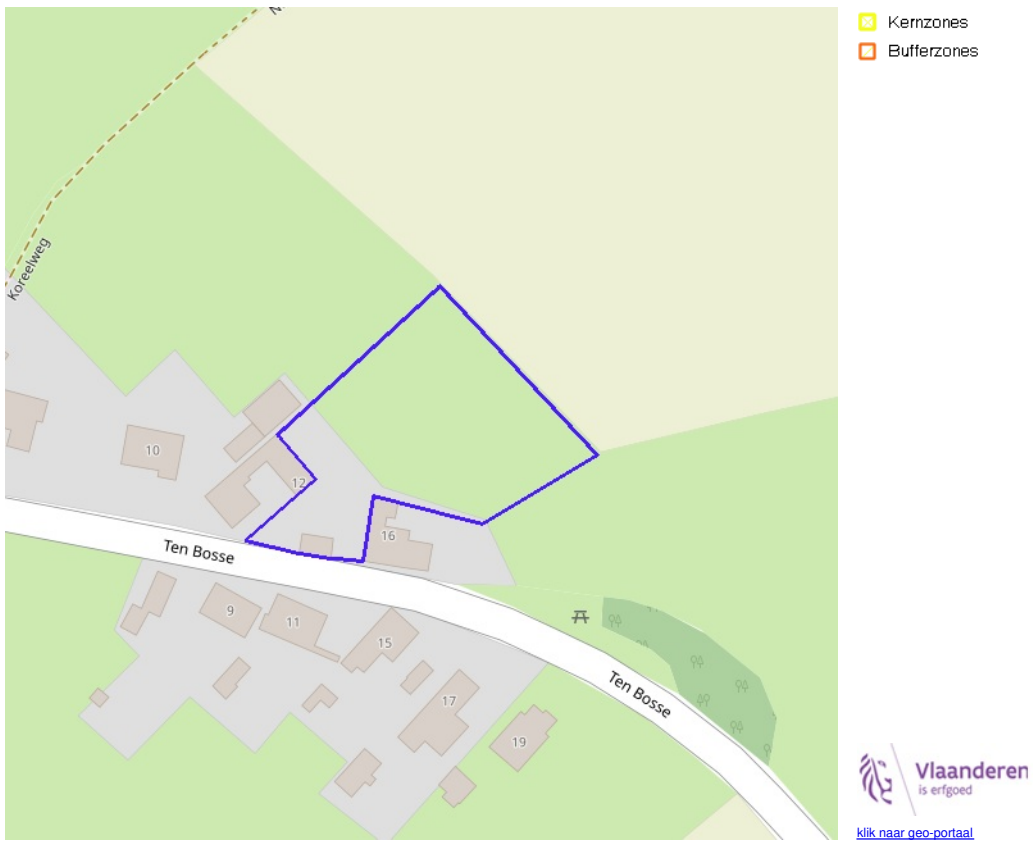 Kernzones
Bufferzones
Koreelweg
10
12
16
Ten Bosse
9
11
15
17
19
Ten Bosse
Vlaanderen
is erfgoed
klik naar geo-portaal